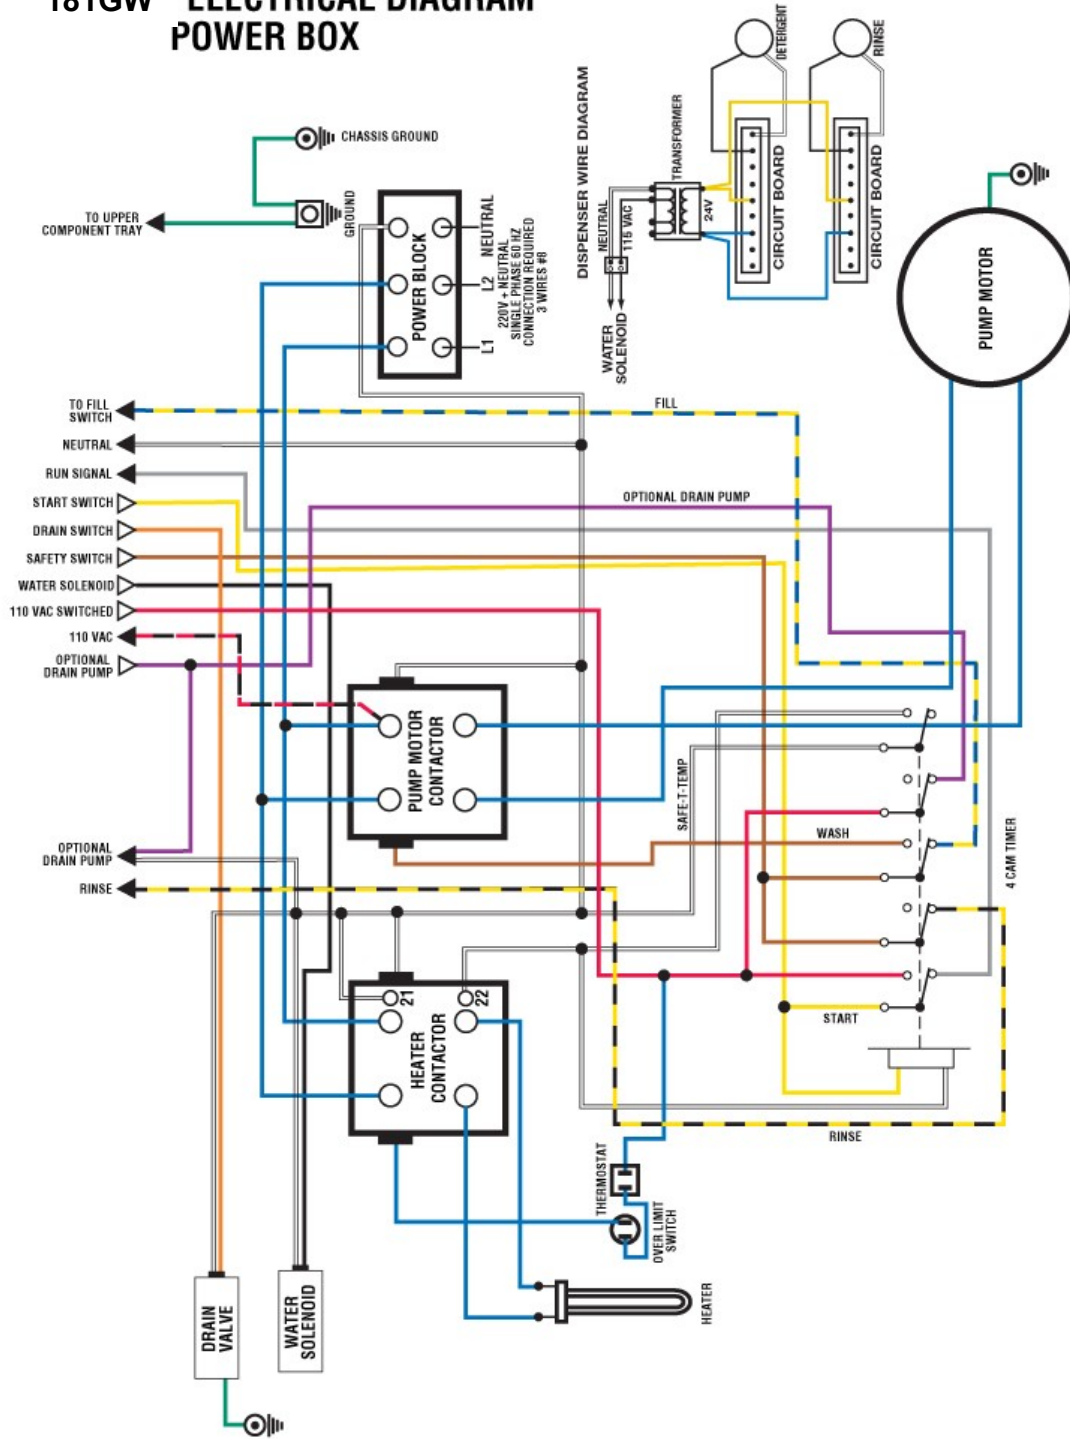 181GW ELECTRICAL DIAGRAM
POWER BOX
DETERGENT
RINSE
DISPENSER WIRE DIAGRAM
TRANSFORMER
NEUTRAL
115 VAC
24V
CIRCUIT BOARD
CIRCUIT BOARD
WATER
SOLENOID
CHASSIS GROUND
GROUND
TO UPPER
COMPONENT TRAY
POWER BLOCK
NEUTRAL
L2
L1
220V + NEUTRAL
SINGLE PHASE 60 HZ
CONNECTION REQUIRED
3 WIRES #8
PUMP MOTOR
TO FILL
SWITCH
FILL
NEUTRAL
RUN SIGNAL
START SWITCH
OPTIONAL DRAIN PUMP
DRAIN SWITCH
SAFETY SWITCH
WATER SOLENOID
110 VAC SWITCHED
110 VAC
OPTIONAL
DRAIN PUMP
PUMP MOTOR
CONTACTOR
SAFE-T-TEMP
WASH
4 CAM TIMER
OPTIONAL
DRAIN PUMP
RINSE
21
22
HEATER
CONTACTOR
START
RINSE
THERMOSTAT
OVER LIMIT
SWITCH
HEATER
DRAIN
VALVE
WATER
SOLENOID